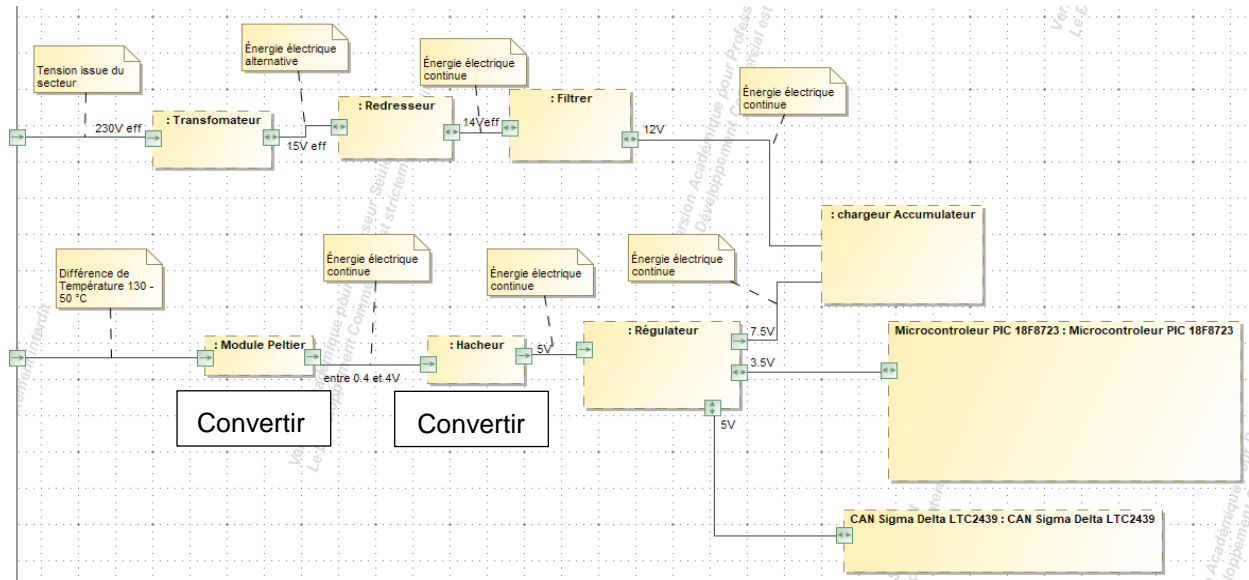 Tension issue du
secteur
Énergie électrique
alternative
Énergie électrique
continue
Énergie électrique
continue
: Transfomateur
: Redresseur
: Filtrer
230V eff
15V eff
14Veff
12V
: chargeur Accumulateur
Différence de
Température 130 -
50 °C
Énergie électrique
continue
Énergie électrique
continue
Énergie électrique
continue
: Module Peltier
: Hacheur
: Régulateur
entre 0.4 et 4V
5V
7.5V
3.5V
5V
Microcontroleur PIC 18F8723 : Microcontroleur PIC 18F8723
Convertir
Convertir
CAN Sigma Delta LTC2439 : CAN Sigma Delta LTC2439